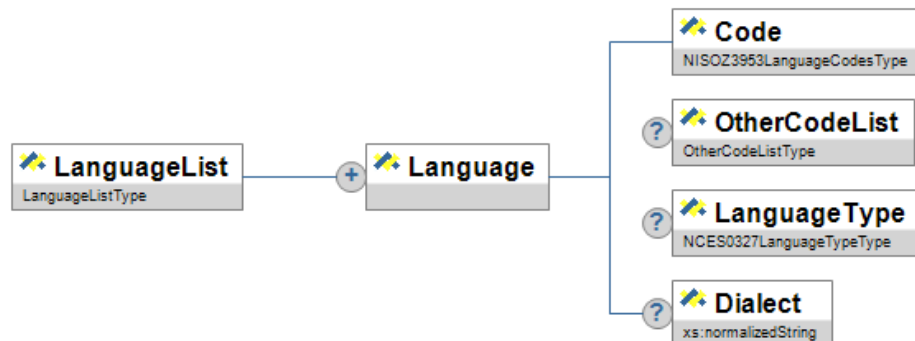 Code
NISOZ3953LanguageCodesType
?
OtherCodeList
OtherCodeListType
LanguageList
LanguageListType
+
Language
?
LanguageType
NCES0327LanguageTypeType
?
Dialect
xs:normalizedString